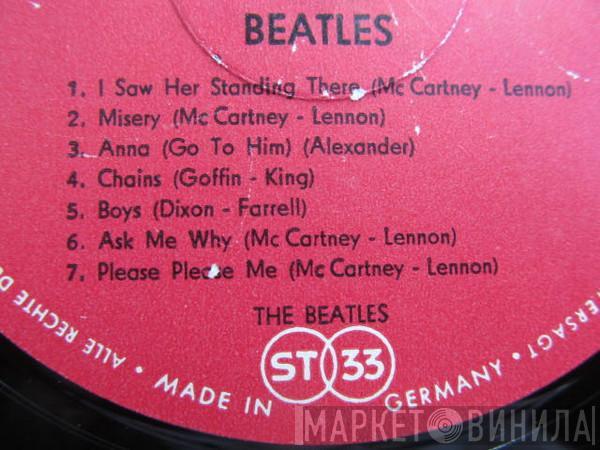 BEATLES
1. I Saw Her Standing There (Mc Cartney - Lennon)
2. Misery (Mc Cartney - Lennon)
3. Anna (Go To Him) (Alexander)
4. Chains (Goffin - King)
5. Boys (Dixon - Farrell)
6. Ask Me Why (Mc Cartney - Lennon)
7. Please Please Me (Mc Cartney - Lennon)
THE BEATLES
ST 33
ALLE RECHTE • MADE IN GERMANY •
МАРКЕТ ВИНИЛА